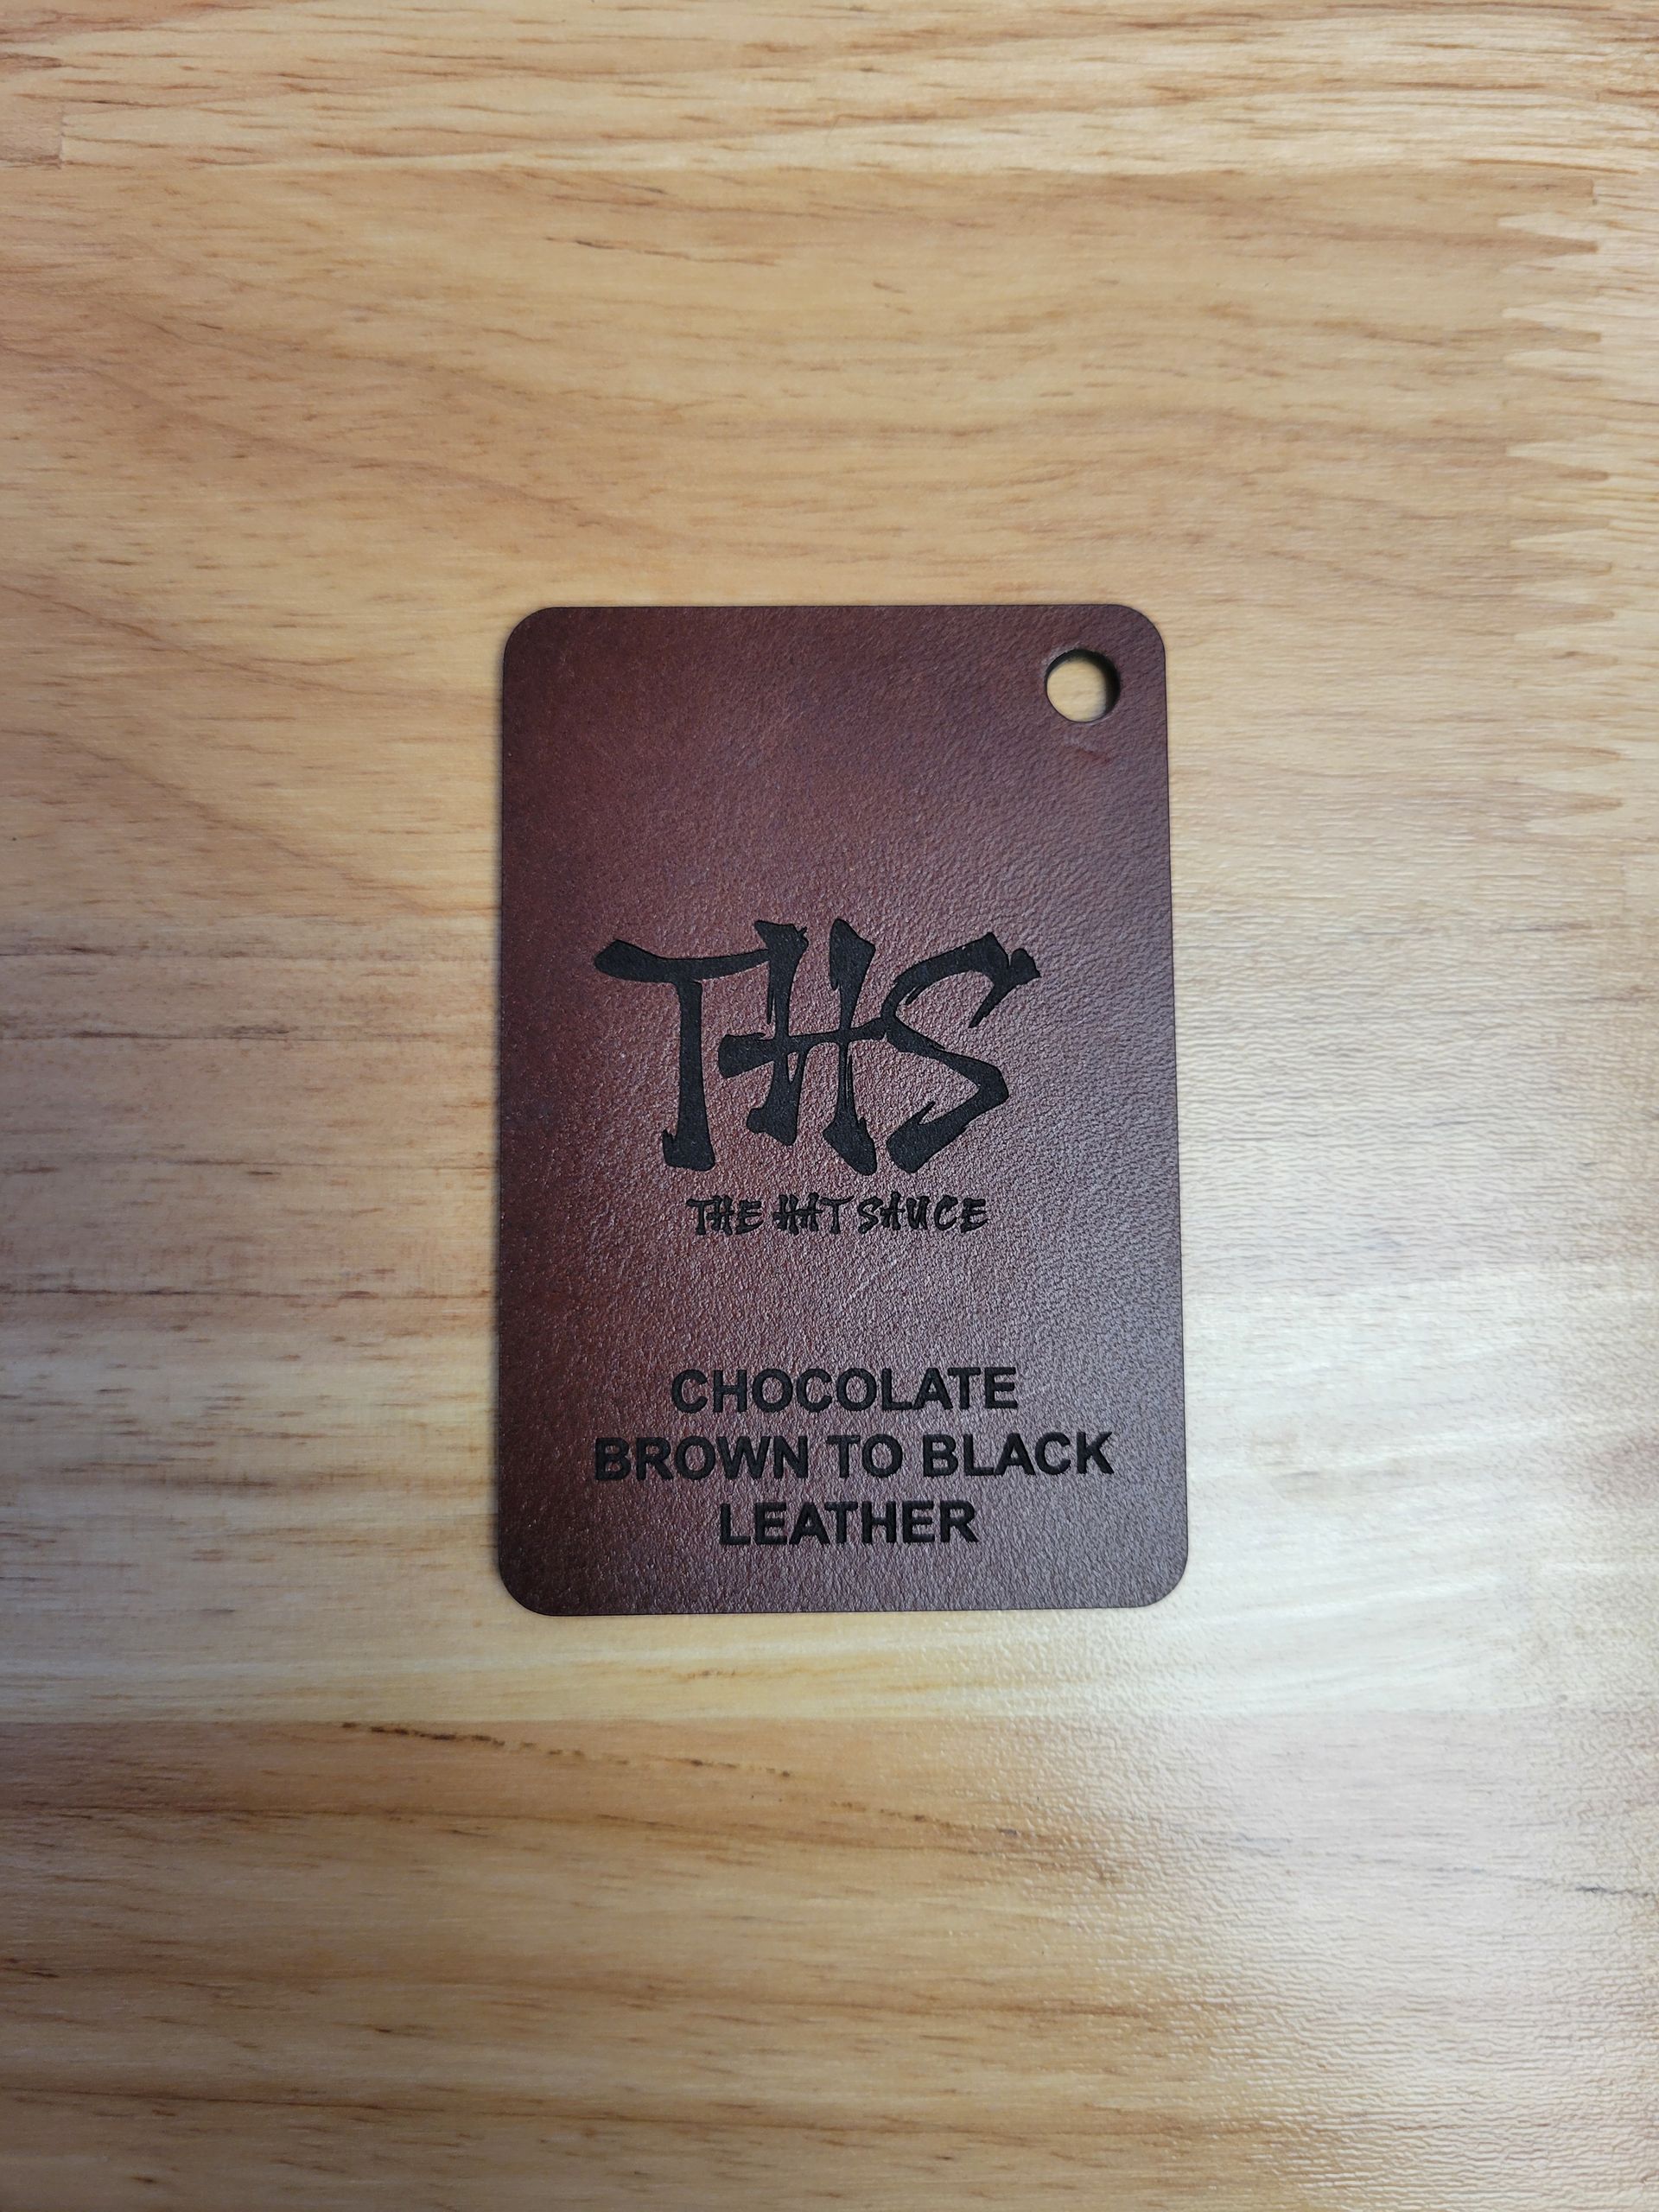 THS
THE HAT SAUCE
CHOCOLATE
BROWN TO BLACK
LEATHER